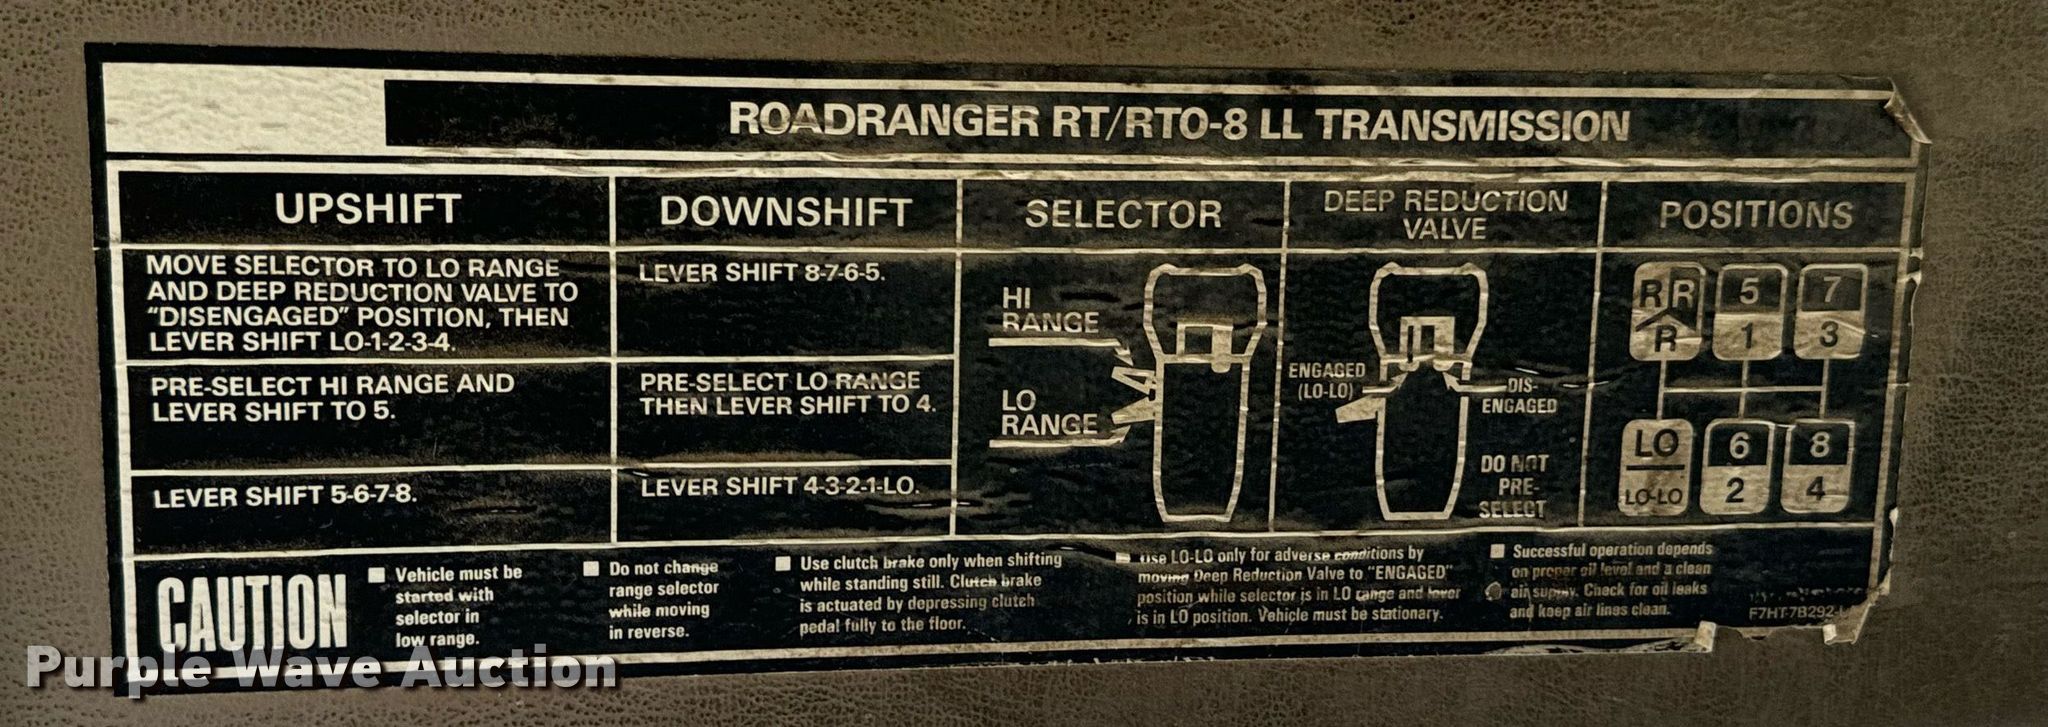 ROADRANGER RT/RTO-8 LL TRANSMISSION
UPSHIFT
MOVE SELECTOR TO LO RANGE
AND DEEP REDUCTION VALVE TO
"DISENGAGED" POSITION, THEN
LEVER SHIFT LO-1-2-3-4.
PRE-SELECT HI RANGE AND
LEVER SHIFT TO 5.
LEVER SHIFT 5-6-7-8.
DOWNSHIFT
LEVER SHIFT 8-7-6-5.
PRE-SELECT LO RANGE
THEN LEVER SHIFT TO 4.
LEVER SHIFT 4-3-2-1-LO.
SELECTOR
HI
RANGE
LO
RANGE
DEEP REDUCTION
VALVE
ENGAGED
(LO-LO)
DIS-
ENGAGED
DO NOT
PRE-
SELECT
POSITIONS
R R 5 7
R 1 3
LO 6 8
LO-LO 2 4
CAUTION
Vehicle must be
started with
selector in
low range.
Do not change
range selector
while moving
in reverse.
Use clutch brake only when shifting
while standing still. Clutch brake
is actuated by depressing clutch
pedal fully to the floor.
Use LO-LO only for adverse conditions by
moving Deep Reduction Valve to "ENGAGED"
position while selector is in LO range and lever
is in LO position. Vehicle must be stationary.
Successful operation depends
on proper oil level and a clean
air supply. Check for oil leaks
and keep air lines clean.
F7HT-7B292-
Purple Wave Auction